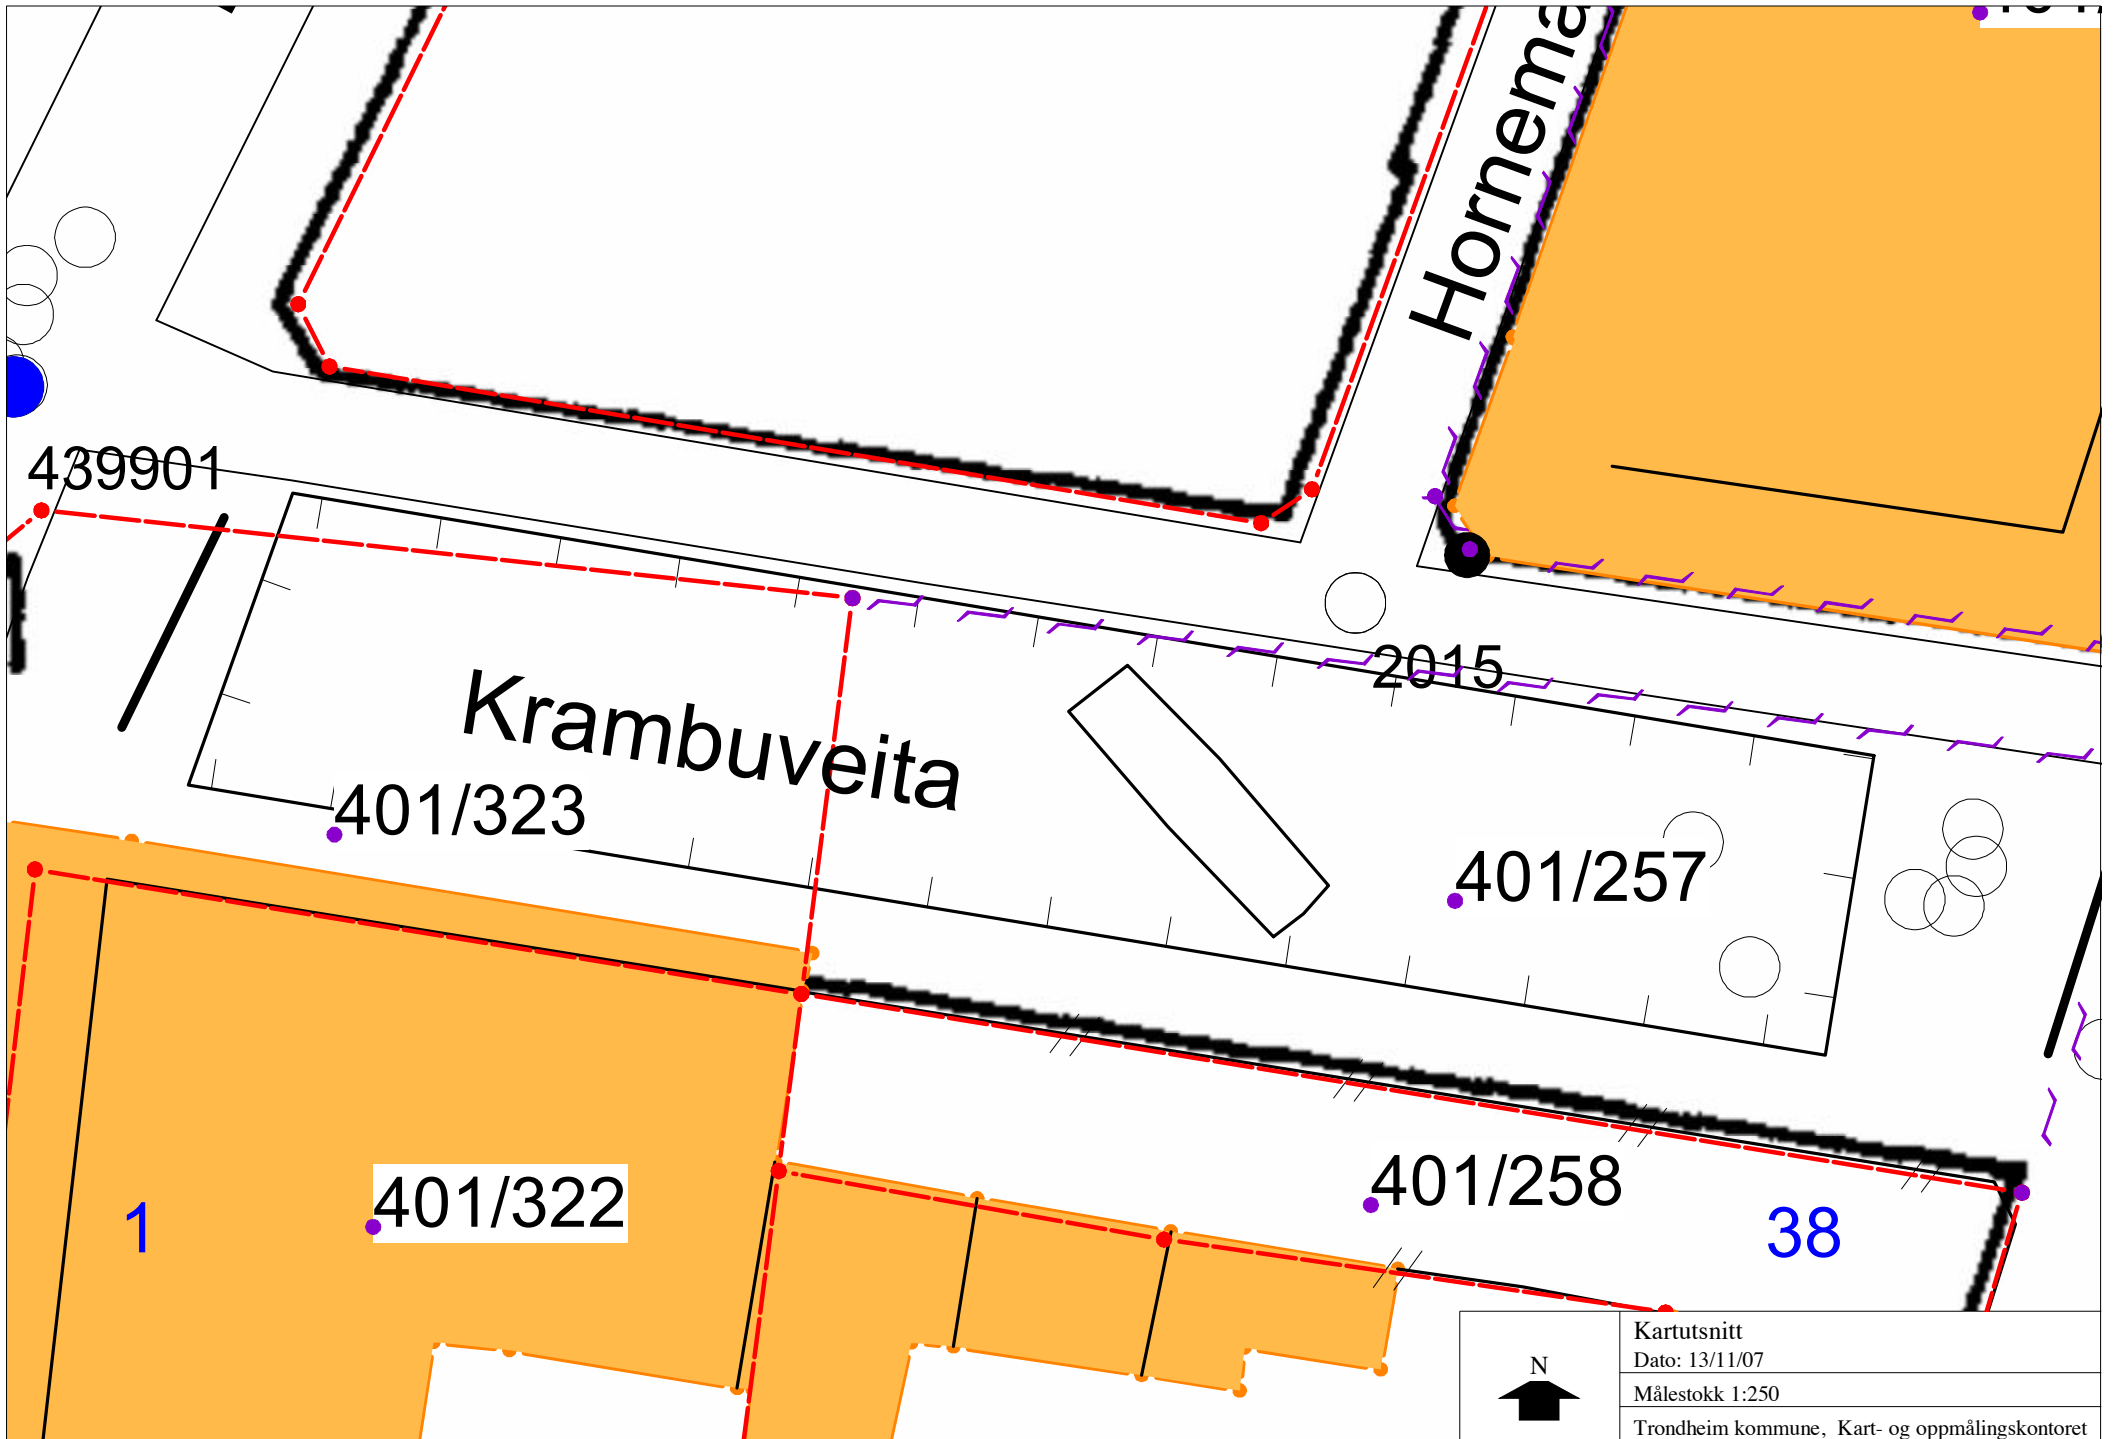 Hornema
439901
2015
Krambuveita
401/323
401/257
401/322
401/258
1
38
N
Kartutsnitt
Dato: 13/11/07
Målestokk 1:250
Trondheim kommune, Kart- og oppmålingskontoret